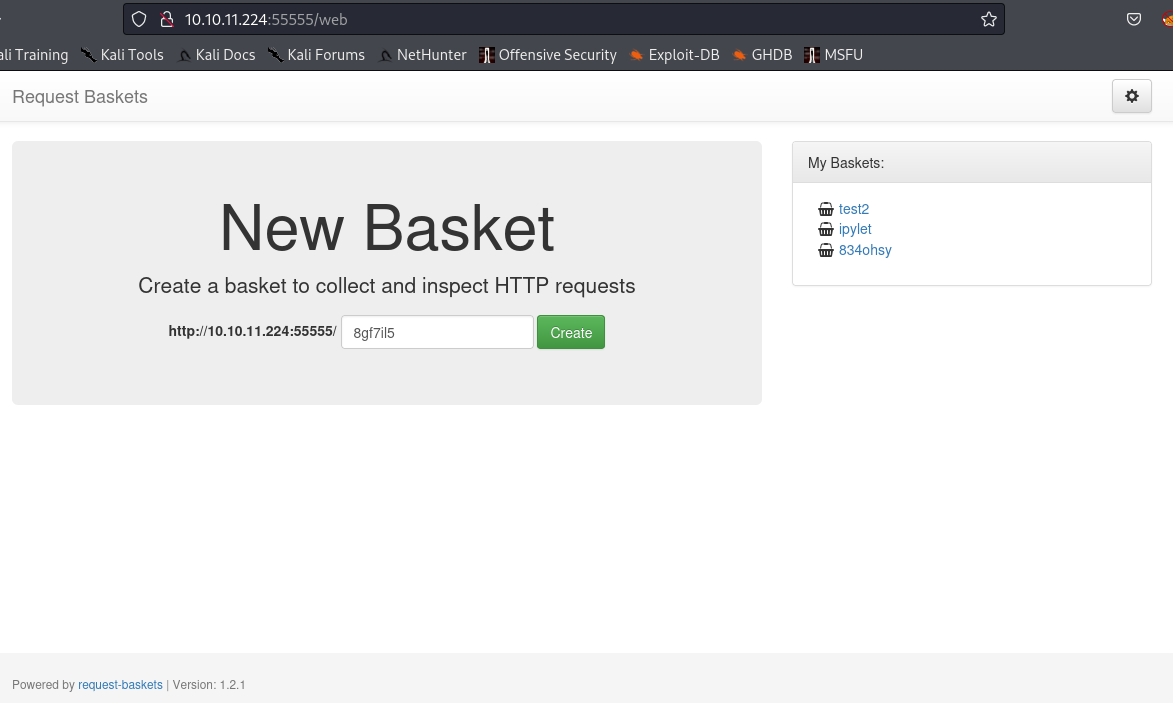 10.10.11.224:55555/web
ali Training Kali Tools Kali Docs Kali Forums NetHunter Offensive Security Exploit-DB GHDB MSFU
Request Baskets
New Basket
Create a basket to collect and inspect HTTP requests
http://10.10.11.224:55555/ 8gf7il5 Create
My Baskets:
test2
ipylet
834ohsy
Powered by request-baskets | Version: 1.2.1